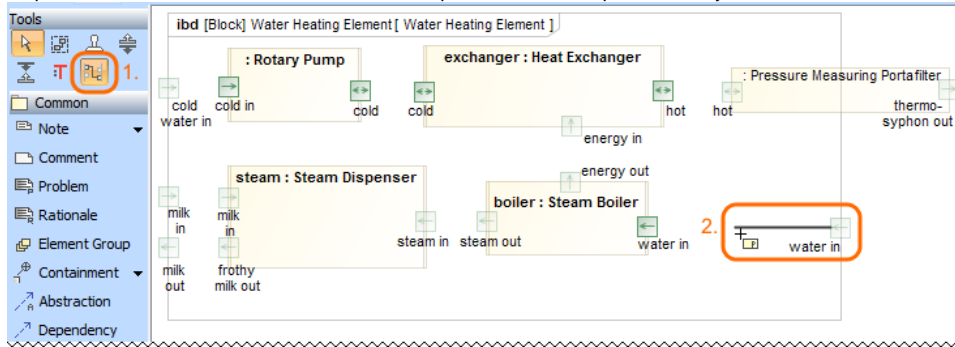 Tools
1.
Common
Note
Comment
Problem
Rationale
Element Group
Containment
Abstraction
Dependency
ibd [Block] Water Heating Element [ Water Heating Element ]
: Rotary Pump
exchanger : Heat Exchanger
: Pressure Measuring Portafilter
cold
water in
cold in
cold
cold
hot
hot
thermo-
syphon out
energy in
energy out
steam : Steam Dispenser
boiler : Steam Boiler
milk
in
milk
in
steam in
steam out
water in
2.
water in
milk
out
frothy
milk out